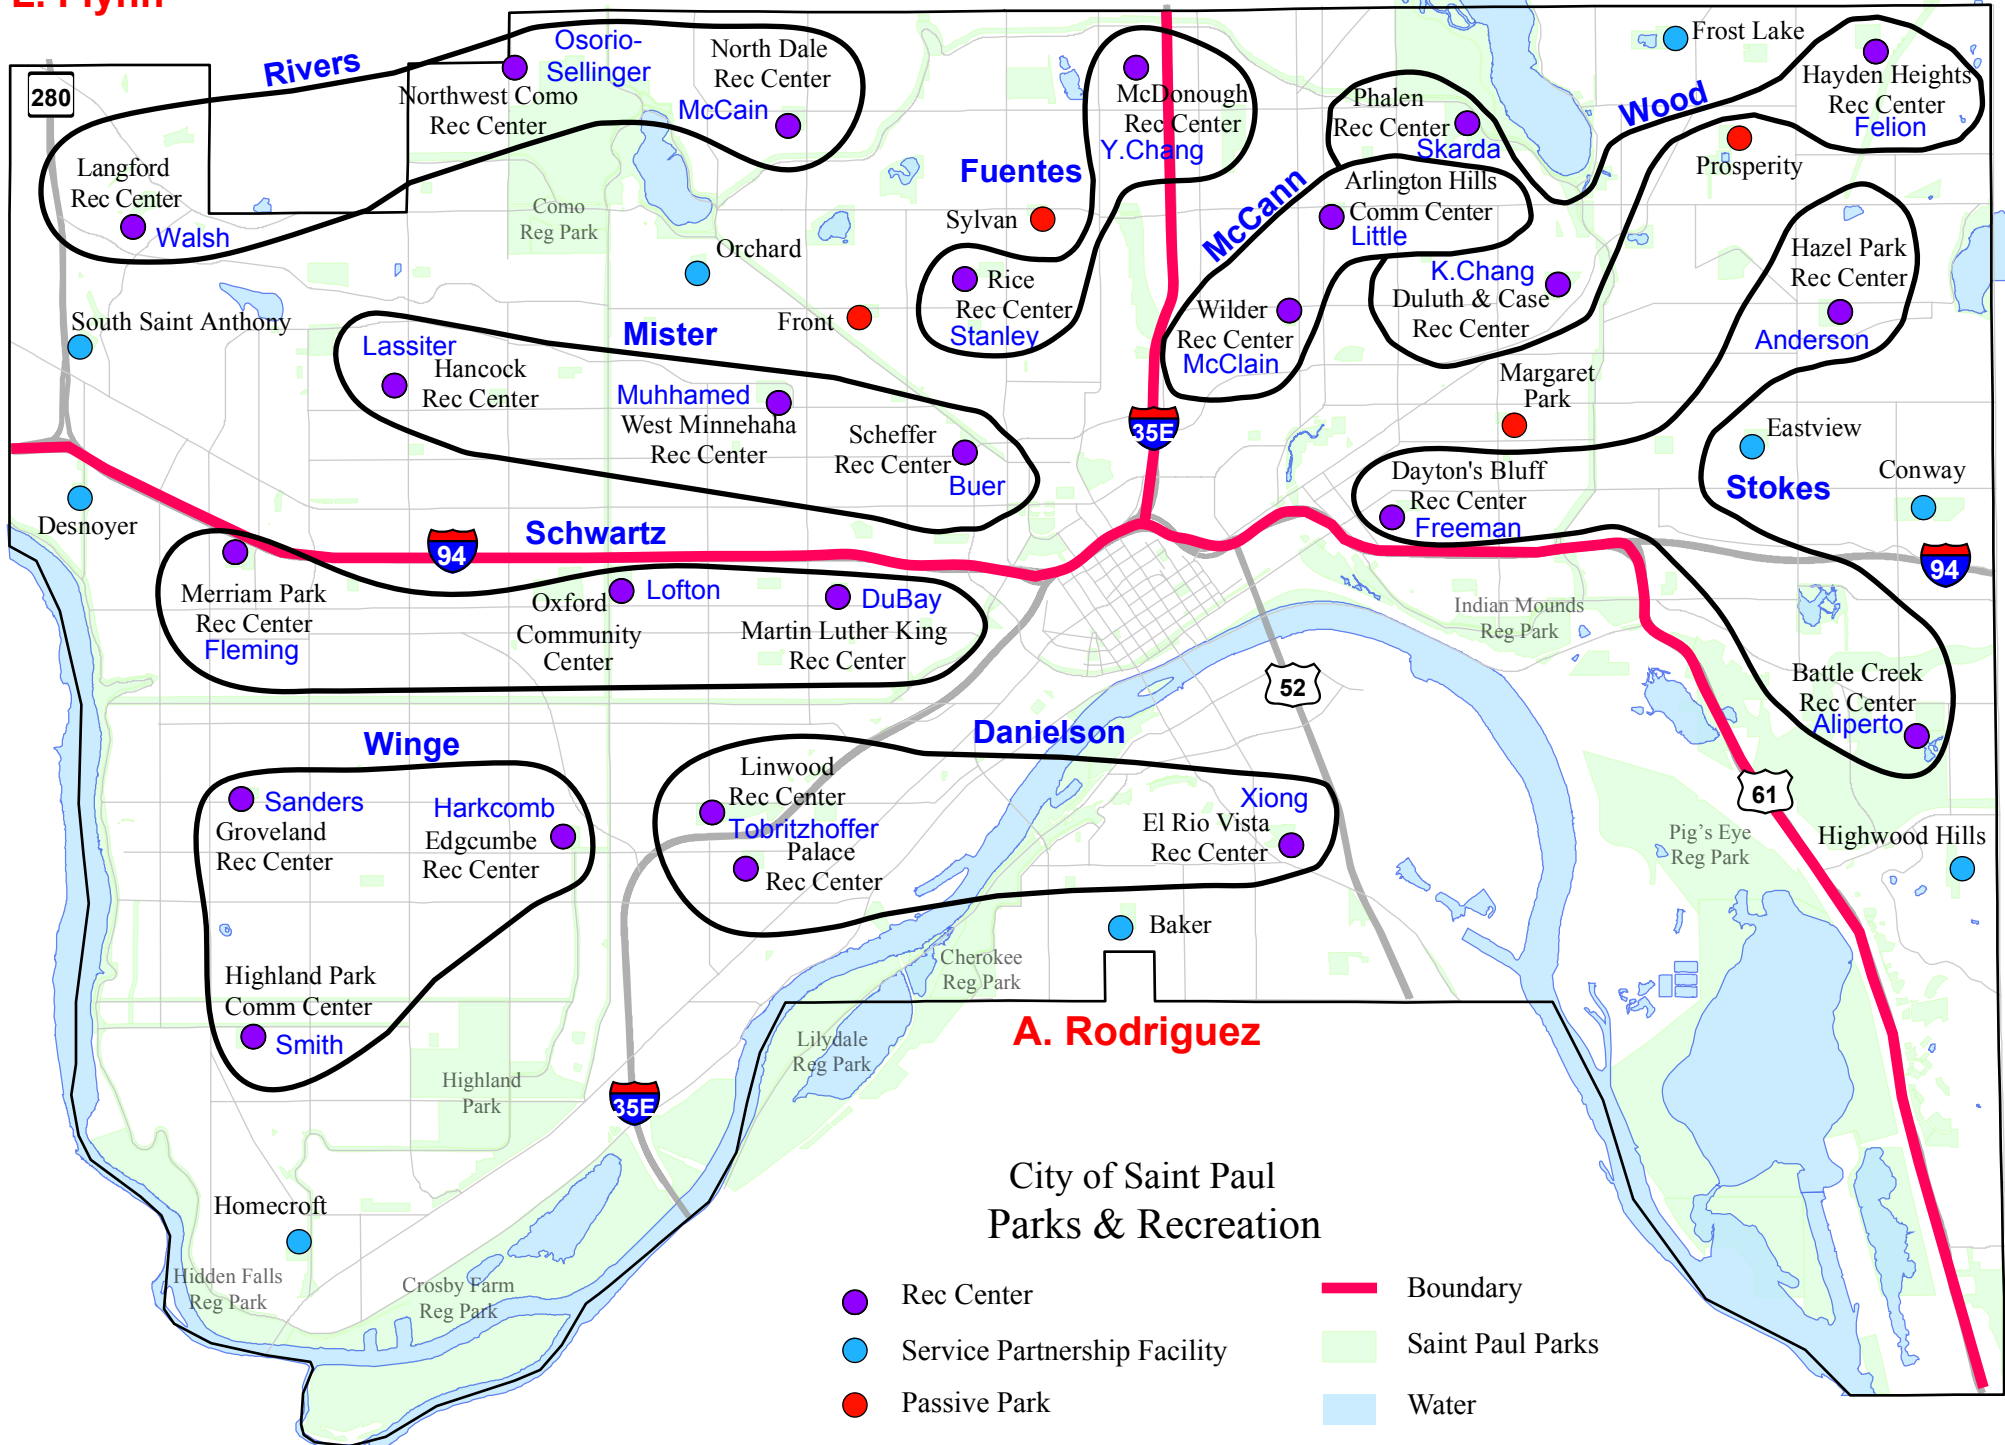 L. Flynn
280
Rivers
Osorio-
Sellinger
Northwest Como
Rec Center
North Dale
Rec Center
McCain
Langford
Rec Center
Walsh
Como
Reg Park
Orchard
South Saint Anthony
Front
Fuentes
McDonough
Rec Center
Y.Chang
Sylvan
Rice
Rec Center
Stanley
Phalen
Rec Center
Skarda
Wood
Frost Lake
Hayden Heights
Rec Center
Felion
Prosperity
McCann
Arlington Hills
Comm Center
Little
K.Chang
Duluth & Case
Rec Center
Wilder
Rec Center
McClain
Hazel Park
Rec Center
Anderson
Margaret
Park
Mister
Lassiter
Hancock
Rec Center
Muhhamed
West Minnehaha
Rec Center
Scheffer
Rec Center
Buer
35E
Dayton's Bluff
Rec Center
Freeman
Eastview
Stokes
Conway
Desnoyer
94
Schwartz
94
Merriam Park
Rec Center
Fleming
Oxford
Community
Center
Lofton
DuBay
Martin Luther King
Rec Center
Indian Mounds
Reg Park
52
Battle Creek
Rec Center
Aliperto
Winge
Sanders
Groveland
Rec Center
Harkcomb
Edgcumbe
Rec Center
Danielson
Linwood
Rec Center
Tobritzhoffer
Palace
Rec Center
Xiong
El Rio Vista
Rec Center
61
Pig's Eye
Reg Park
Highwood Hills
Baker
Cherokee
Reg Park
Highland Park
Comm Center
Smith
A. Rodriguez
Lilydale
Reg Park
Highland
Park
35E
Homecroft
Hidden Falls
Reg Park
Crosby Farm
Reg Park
City of Saint Paul
Parks & Recreation
Rec Center
Service Partnership Facility
Passive Park
Boundary
Saint Paul Parks
Water